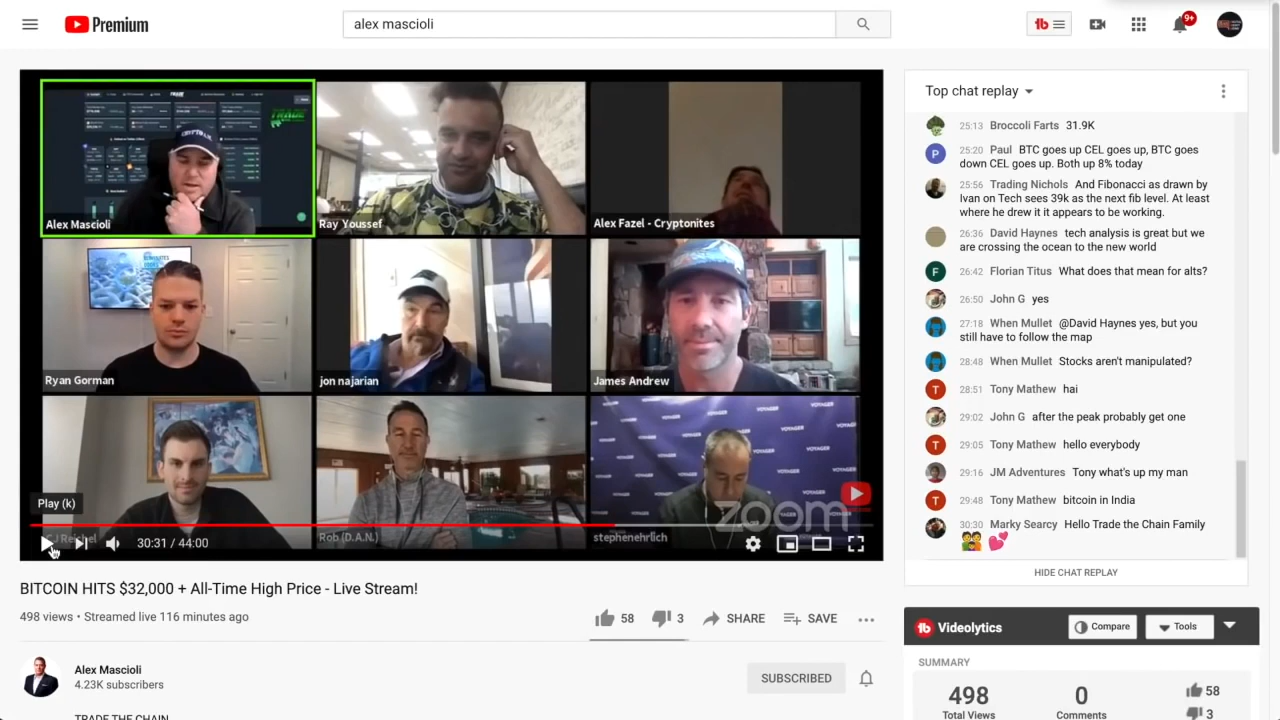 Premium
alex mascioli
9+
CRYPTO
TRADE
Alex Mascioli
Ray Youssef
Alex Fazel - Cryptonites
Ryan Gorman
jon najarian
James Andrew
VOYAGER
Play (k)
CJ Reichel
Rob (D.A.N.)
stephenehrlich
zoom
30:31 / 44:00
BITCOIN HITS $32,000 + All-Time High Price - Live Stream!
498 views • Streamed live 116 minutes ago
58
3
SHARE
SAVE
Alex Mascioli
4.23K subscribers
SUBSCRIBED
TRADE THE CHAIN
Top chat replay
25:13 Broccoli Farts 31.9K
P
25:20 Paul BTC goes up CEL goes up, BTC goes
down CEL goes up. Both up 8% today
25:56 Trading Nichols And Fibonacci as drawn by
Ivan on Tech sees 39k as the next fib level. At least
where he drew it it appears to be working.
26:36 David Haynes tech analysis is great but we
are crossing the ocean to the new world
F
26:42 Florian Titus What does that mean for alts?
26:50 John G yes
27:18 When Mullet @David Haynes yes, but you
still have to follow the map
28:48 When Mullet Stocks aren't manipulated?
T
28:51 Tony Mathew hai
29:02 John G after the peak probably get one
T
29:05 Tony Mathew hello everybody
29:16 JM Adventures Tony what's up my man
T
29:48 Tony Mathew bitcoin in India
30:30 Marky Searcy Hello Trade the Chain Family
HIDE CHAT REPLAY
Videolytics
Compare
Tools
SUMMARY
498
Total Views
0
Comments
58
3